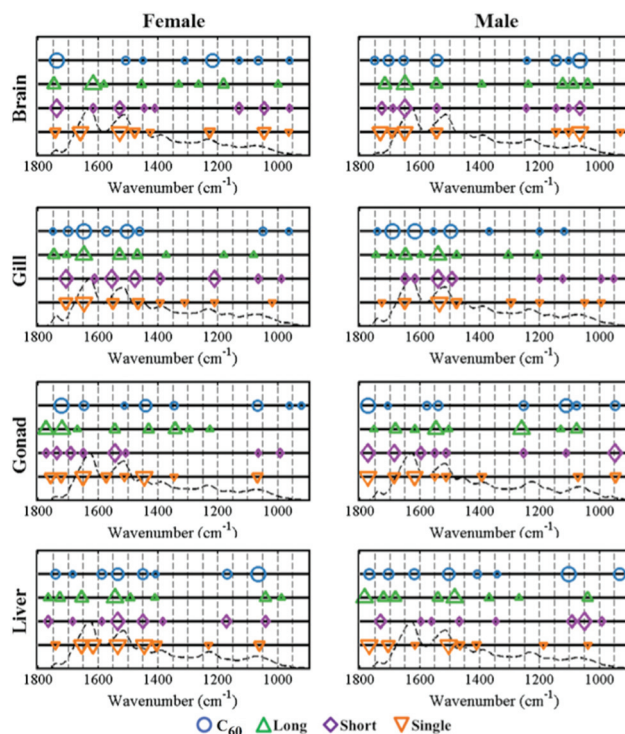 Female Male
Brain
1800 1600 1400 1200 1000 1800 1600 1400 1200 1000
Wavenumber (cm⁻¹) Wavenumber (cm⁻¹)
Gill
1800 1600 1400 1200 1000 1800 1600 1400 1200 1000
Wavenumber (cm⁻¹) Wavenumber (cm⁻¹)
Gonad
1800 1600 1400 1200 1000 1800 1600 1400 1200 1000
Wavenumber (cm⁻¹) Wavenumber (cm⁻¹)
Liver
1800 1600 1400 1200 1000 1800 1600 1400 1200 1000
Wavenumber (cm⁻¹) Wavenumber (cm⁻¹)
C₆₀ Long Short Single